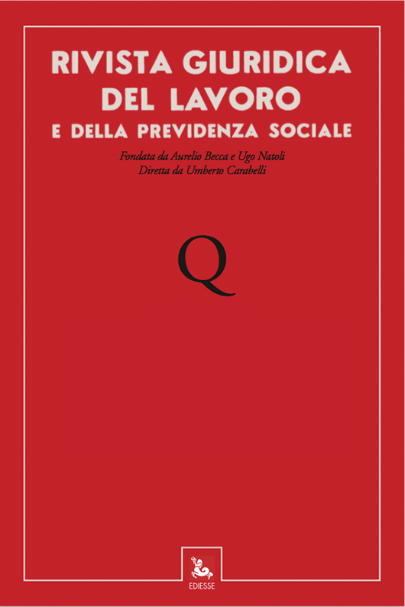 RIVISTA GIURIDICA
DEL LAVORO
E DELLA PREVIDENZA SOCIALE
Fondata da Aurelio Becca e Ugo Natoli
Diretta da Umberto Carabelli
Q
EDIESSE